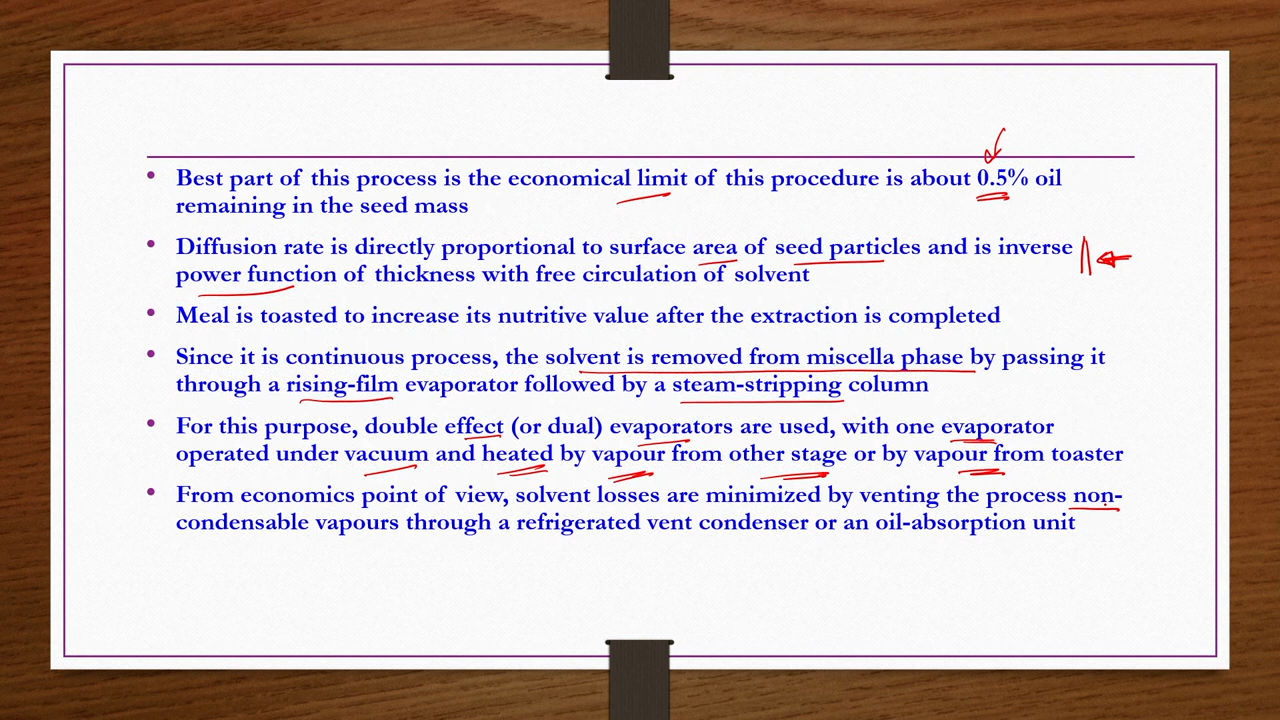 • Best part of this process is the economical limit of this procedure is about 0.5% oil
remaining in the seed mass
• Diffusion rate is directly proportional to surface area of seed particles and is inverse
power function of thickness with free circulation of solvent
• Meal is toasted to increase its nutritive value after the extraction is completed
• Since it is continuous process, the solvent is removed from miscella phase by passing it
through a rising-film evaporator followed by a steam-stripping column
• For this purpose, double effect (or dual) evaporators are used, with one evaporator
operated under vacuum and heated by vapour from other stage or by vapour from toaster
• From economics point of view, solvent losses are minimized by venting the process non-
condensable vapours through a refrigerated vent condenser or an oil-absorption unit